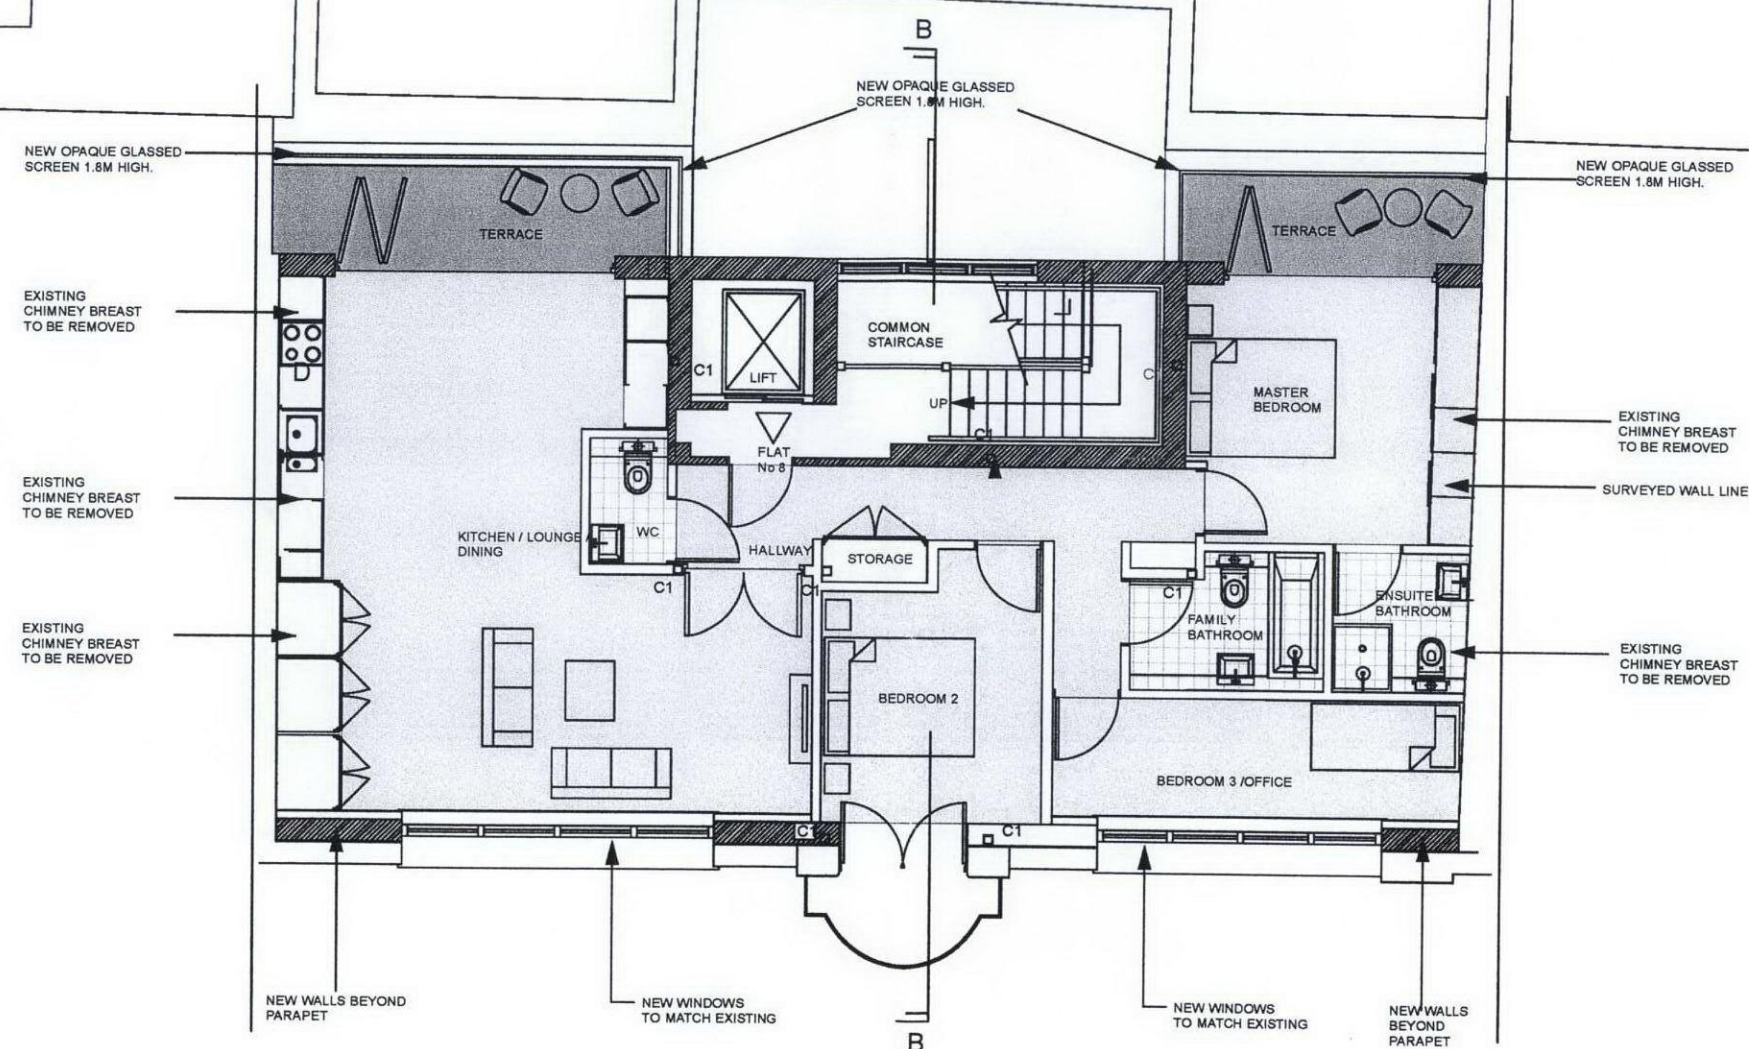 B
NEW OPAQUE GLASSED
SCREEN 1.8M HIGH.
NEW OPAQUE GLASSED
SCREEN 1.8M HIGH.
NEW OPAQUE GLASSED
SCREEN 1.8M HIGH.
TERRACE
TERRACE
EXISTING
CHIMNEY BREAST
TO BE REMOVED
COMMON
STAIRCASE
C1
LIFT
C
UP
MASTER
BEDROOM
EXISTING
CHIMNEY BREAST
TO BE REMOVED
C1
FLAT
No 8
EXISTING
CHIMNEY BREAST
TO BE REMOVED
SURVEYED WALL LINE
KITCHEN / LOUNGE /
DINING
WC
HALLWAY
STORAGE
C1
C1
C1
ENSUITE
BATHROOM
FAMILY
BATHROOM
EXISTING
CHIMNEY BREAST
TO BE REMOVED
EXISTING
CHIMNEY BREAST
TO BE REMOVED
BEDROOM 2
BEDROOM 3 /OFFICE
C1
C1
NEW WALLS BEYOND
PARAPET
NEW WINDOWS
TO MATCH EXISTING
NEW WINDOWS
TO MATCH EXISTING
NEW WALLS
BEYOND
PARAPET
B